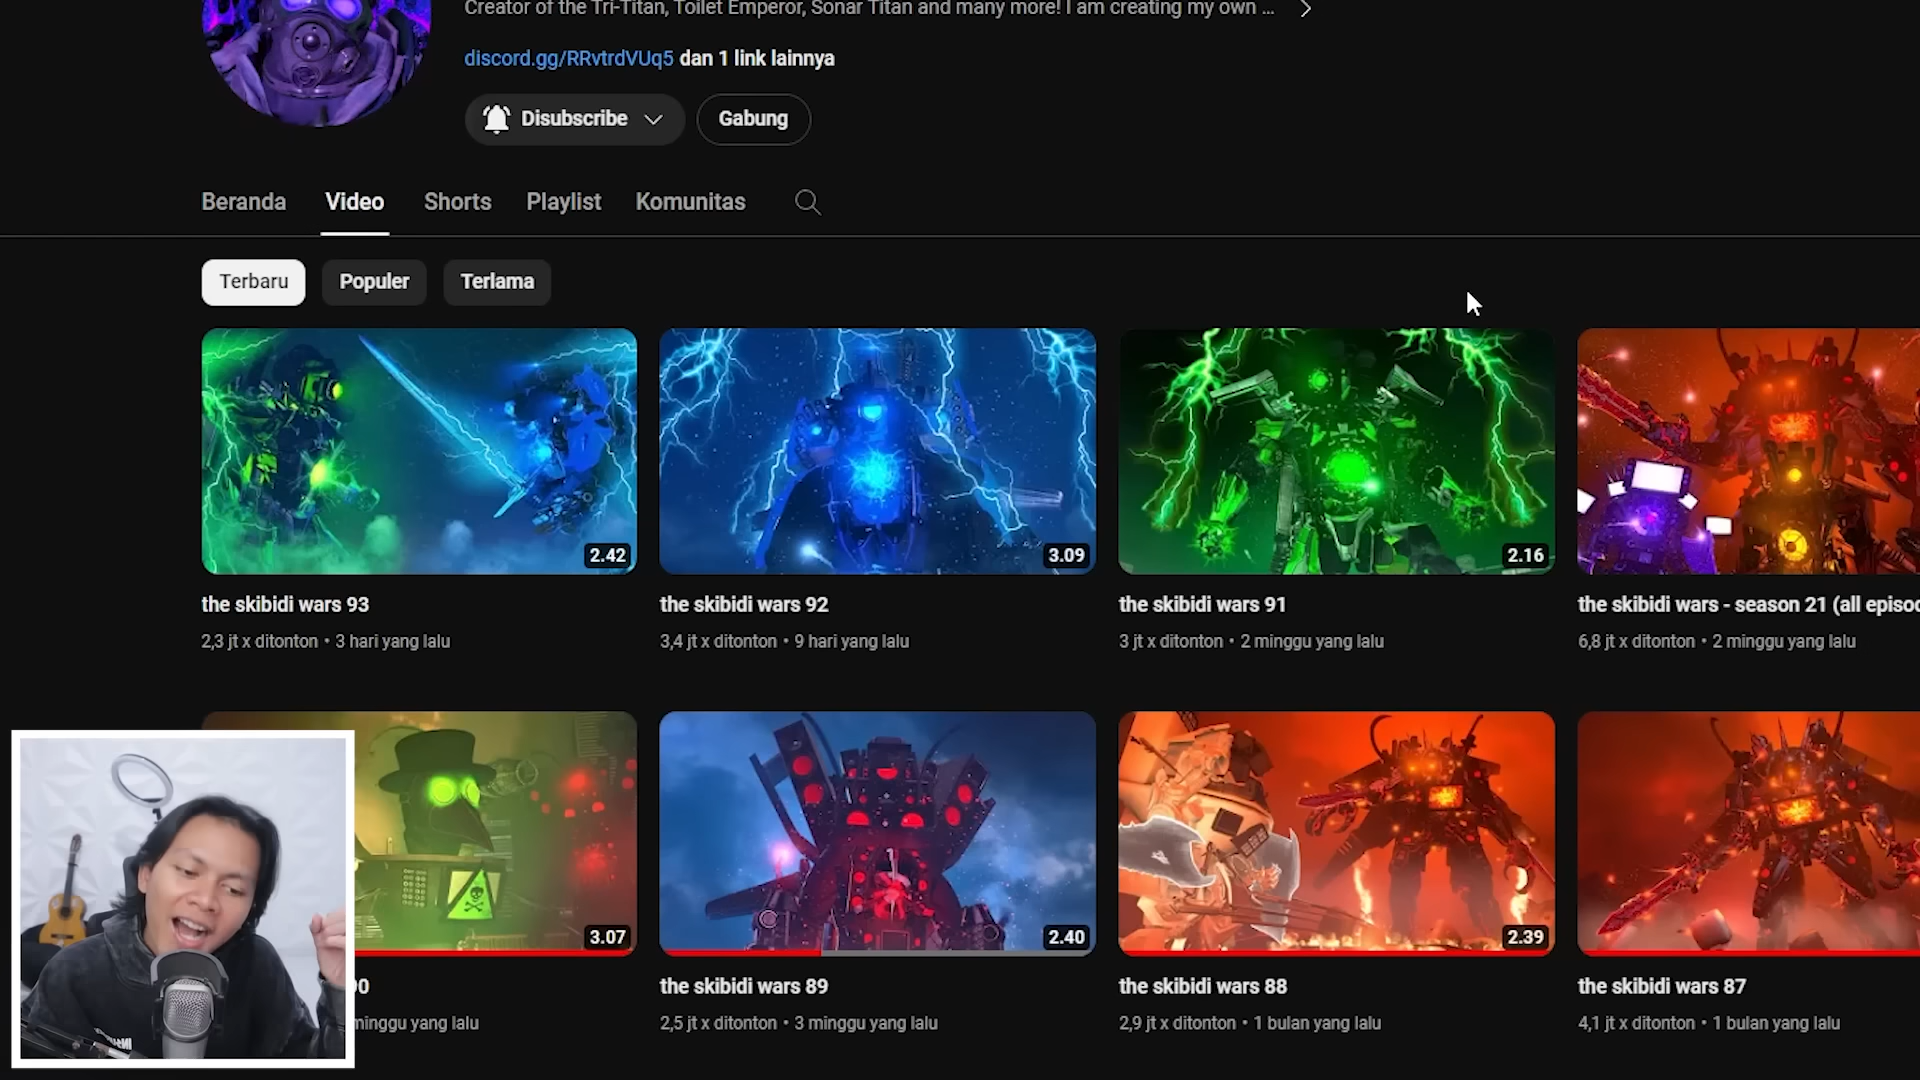 Creator of the Tri-Titan, Toilet Emperor, Sonar Titan and many more! I am creating my own ...
discord.gg/RRvtrdVUq5 dan 1 link lainnya
Disubscribe
Gabung
Beranda Video Shorts Playlist Komunitas
Terbaru Populer Terlama
2.42 3.09 2.16
the skibidi wars 93 the skibidi wars 92 the skibidi wars 91 the skibidi wars - season 21 (all episod
2,3 jt x ditonton • 3 hari yang lalu 3,4 jt x ditonton • 9 hari yang lalu 3 jt x ditonton • 2 minggu yang lalu 6,8 jt x ditonton • 2 minggu yang lalu
3.07 2.40 2.39
90 the skibidi wars 89 the skibidi wars 88 the skibidi wars 87
minggu yang lalu 2,5 jt x ditonton • 3 minggu yang lalu 2,9 jt x ditonton • 1 bulan yang lalu 4,1 jt x ditonton • 1 bulan yang lalu